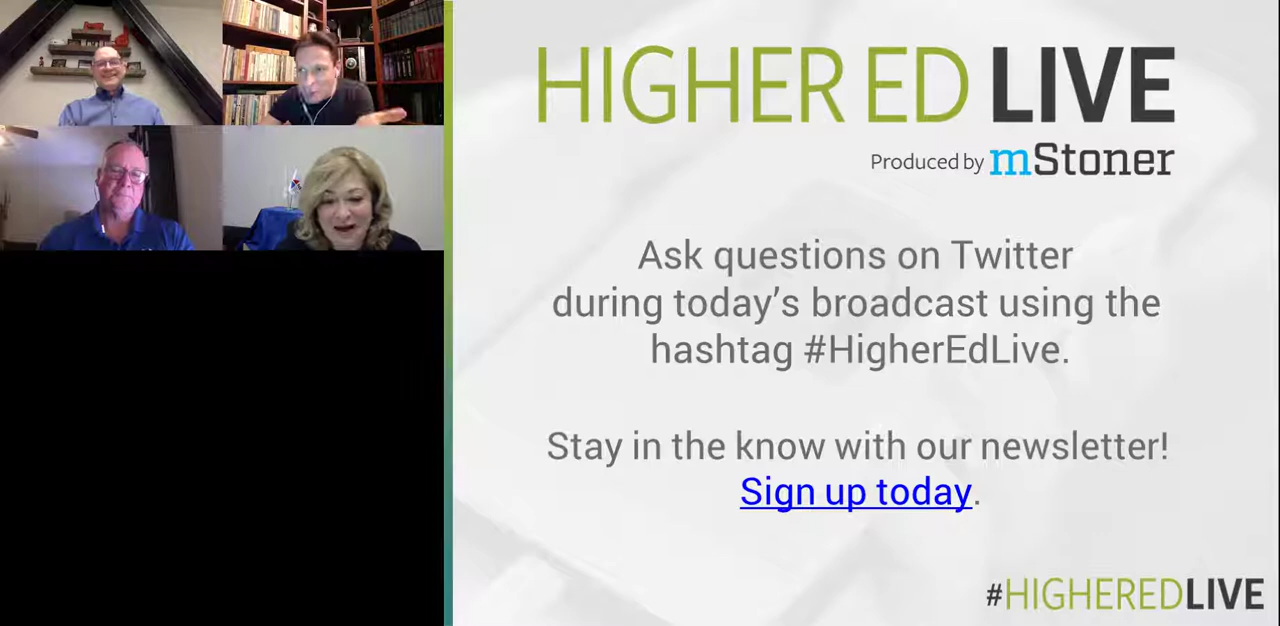 HIGHER ED LIVE
Produced by mStoner
Ask questions on Twitter
during today's broadcast using the
hashtag #HigherEdLive.
Stay in the know with our newsletter!
Sign up today.
#HIGHEREDLIVE